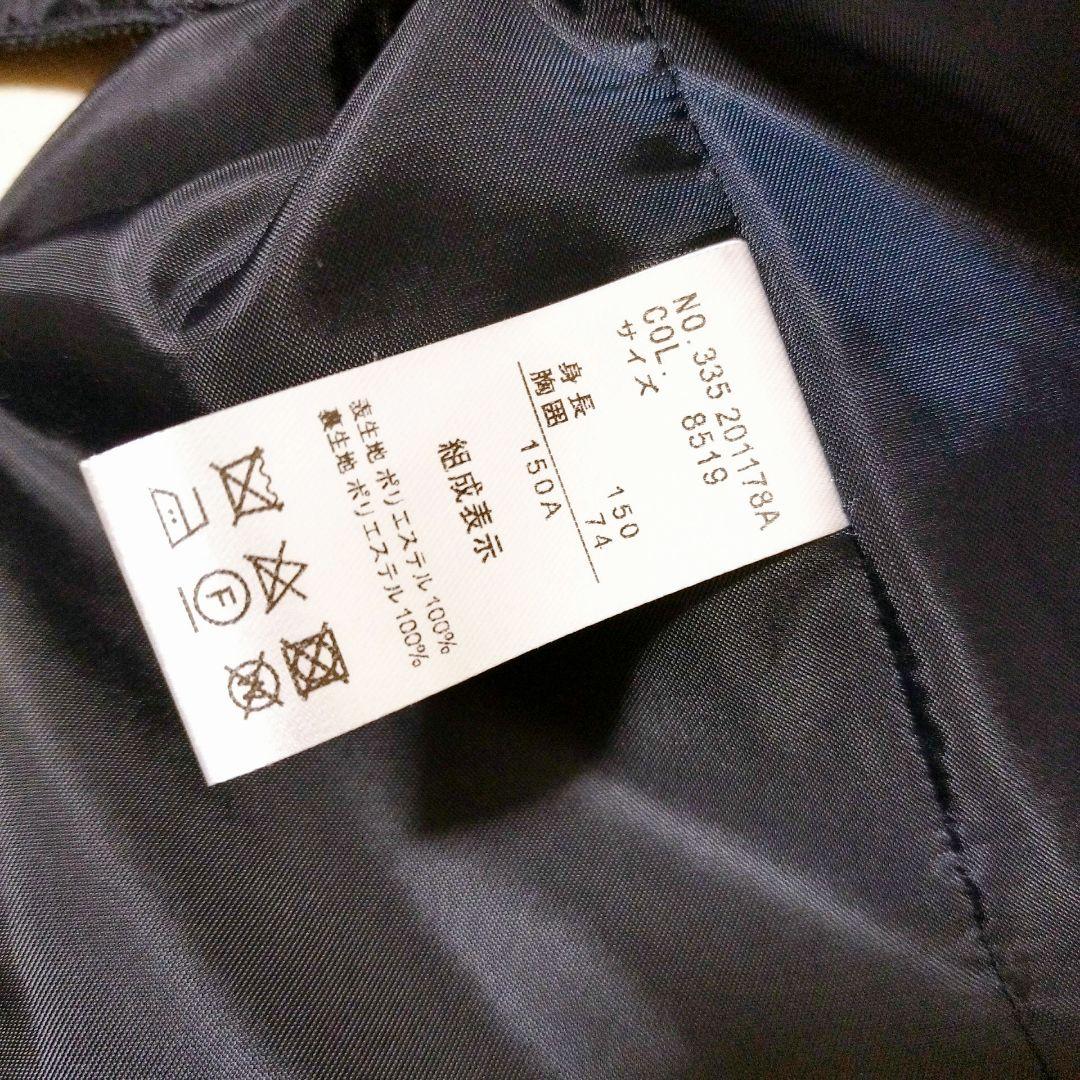 NO. 335 201178A
COL. 8519
サイズ
身長 150
胸囲 74
150A
組成表示
表生地 ポリエステル 100%
裏生地 ポリエステル 100%
F
W